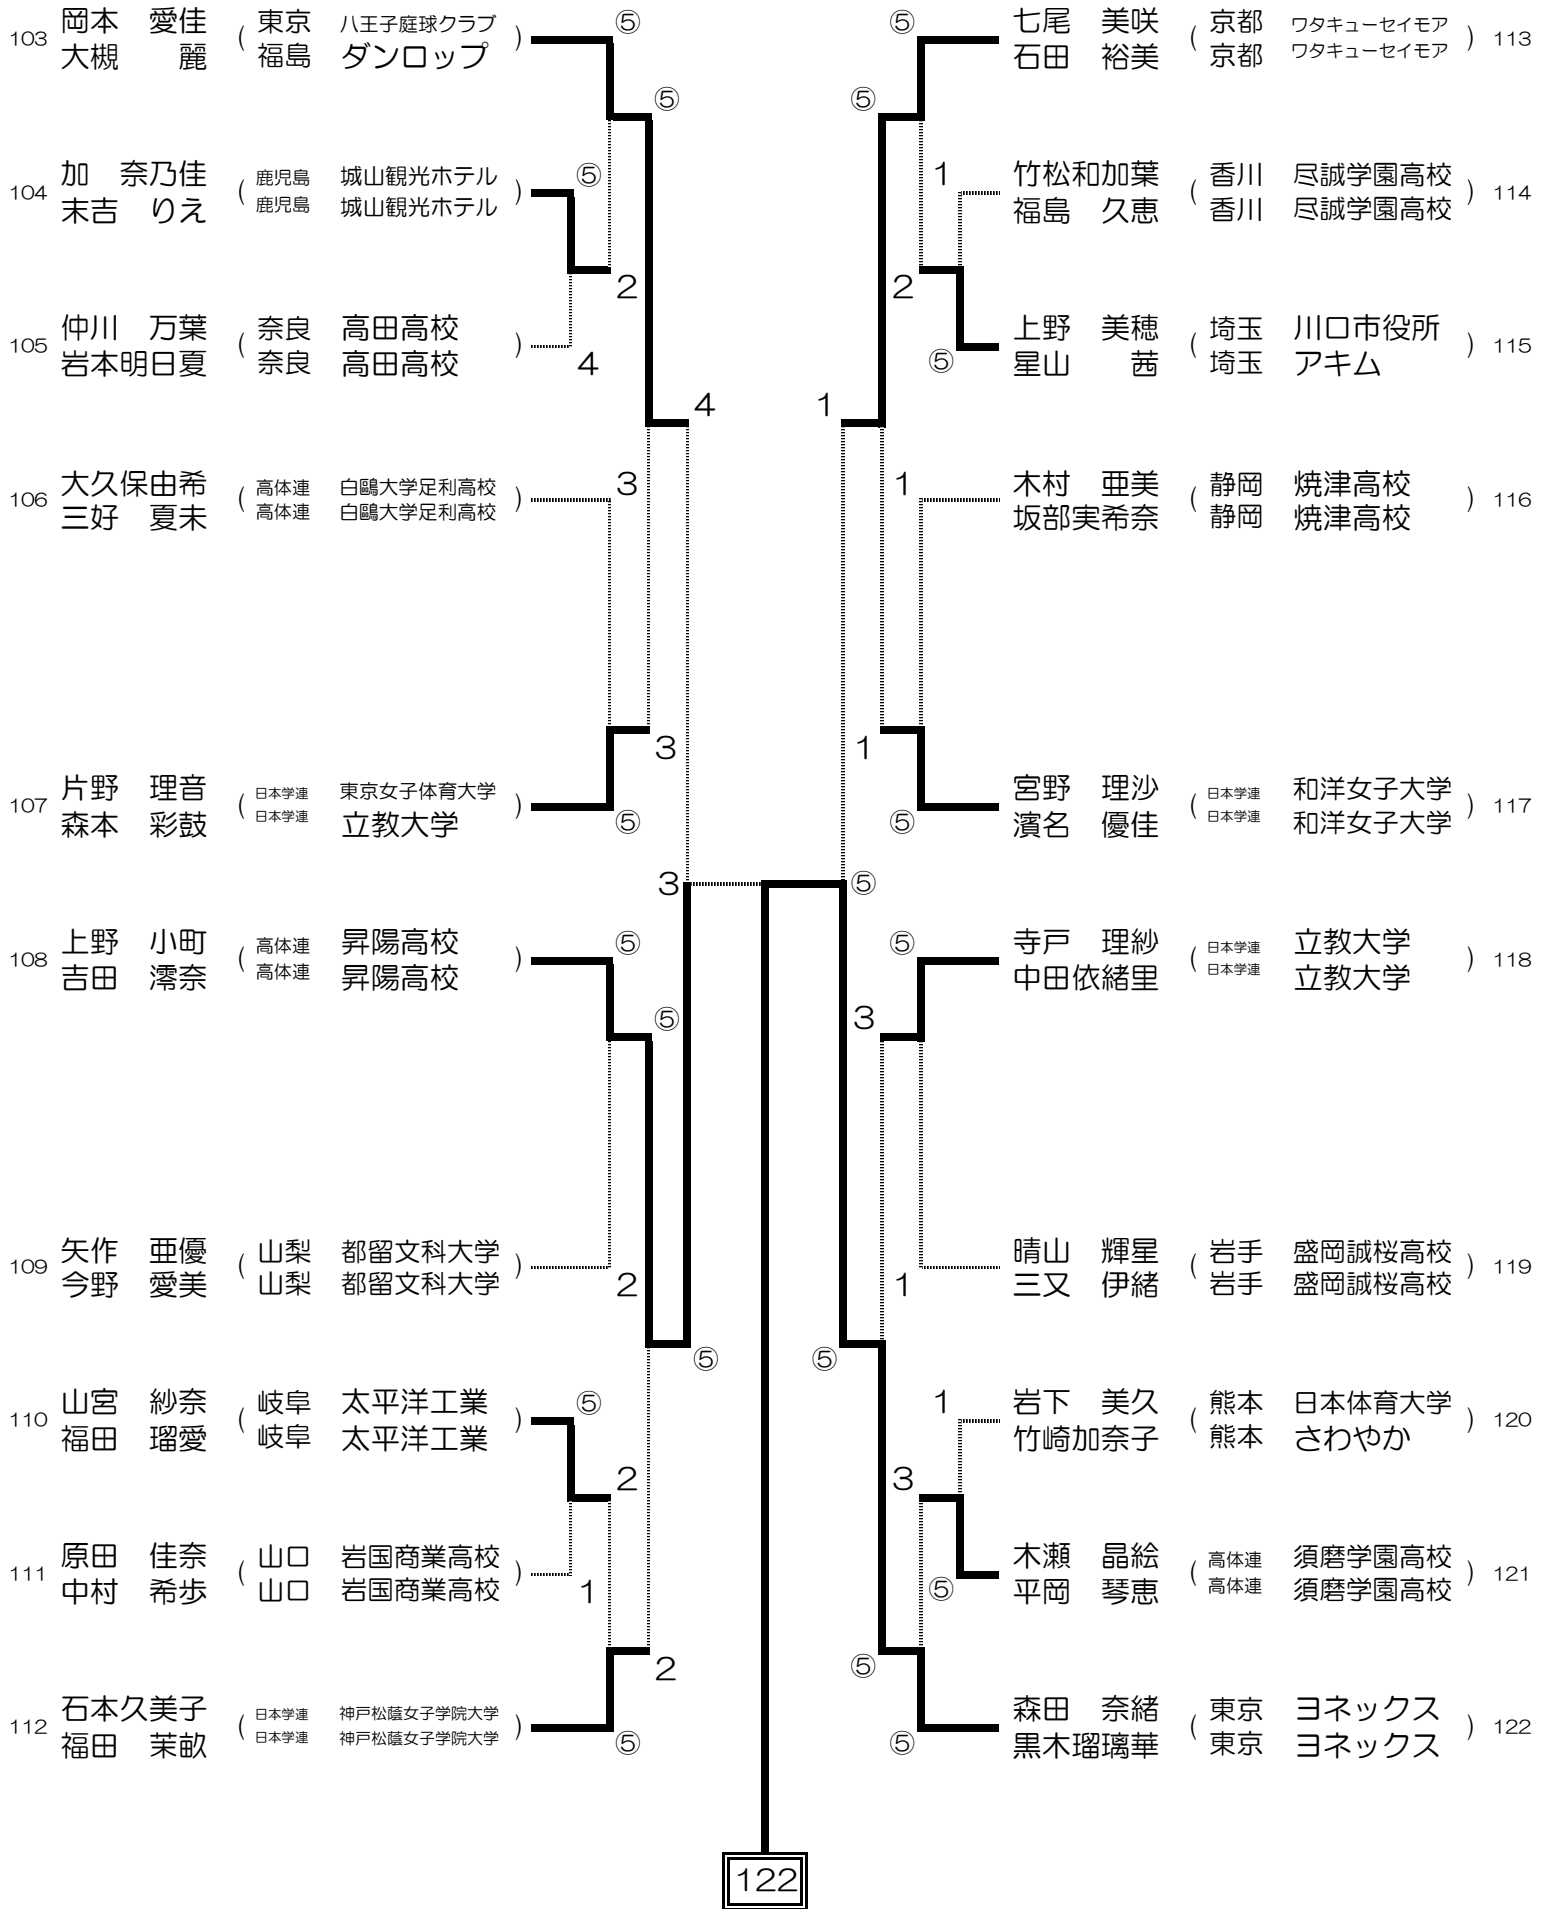 103 岡本 愛佳 ( 東京 八王子庭球クラブ )
大槻 麗 福島 ダンロップ
⑤
⑤
104 加 奈乃佳 ( 鹿児島 城山観光ホテル )
末吉 りえ 鹿児島 城山観光ホテル
⑤
2
105 仲川 万葉 ( 奈良 高田高校 )
岩本明日夏 奈良 高田高校
4
4
106 大久保由希 ( 高体連 白鷗大学足利高校 )
三好 夏未 高体連 白鷗大学足利高校
3
3
107 片野 理音 ( 日本学連 東京女子体育大学 )
森本 彩鼓 日本学連 立教大学
⑤
3
108 上野 小町 ( 高体連 昇陽高校 )
吉田 澪奈 高体連 昇陽高校
⑤
⑤
109 矢作 亜優 ( 山梨 都留文科大学 )
今野 愛美 山梨 都留文科大学
2
⑤
110 山宮 紗奈 ( 岐阜 太平洋工業 )
福田 瑠愛 岐阜 太平洋工業
⑤
2
111 原田 佳奈 ( 山口 岩国商業高校 )
中村 希歩 山口 岩国商業高校
1
2
112 石本久美子 ( 日本学連 神戸松蔭女子学院大学 )
福田 茉畝 日本学連 神戸松蔭女子学院大学
⑤
⑤
七尾 美咲 ( 京都 ワタキューセイモア ) 113
石田 裕美 京都 ワタキューセイモア
⑤
1
竹松和加葉 ( 香川 尽誠学園高校 ) 114
福島 久恵 香川 尽誠学園高校
2
上野 美穂 ( 埼玉 川口市役所 ) 115
星山 茜 埼玉 アキム
⑤
1
1
木村 亜美 ( 静岡 焼津高校 ) 116
坂部実希奈 静岡 焼津高校
1
宮野 理沙 ( 日本学連 和洋女子大学 ) 117
濱名 優佳 日本学連 和洋女子大学
⑤
⑤
⑤
寺戸 理紗 ( 日本学連 立教大学 ) 118
中田依緒里 日本学連 立教大学
3
晴山 輝星 ( 岩手 盛岡誠桜高校 ) 119
三又 伊緒 岩手 盛岡誠桜高校
1
⑤
1
岩下 美久 ( 熊本 日本体育大学 ) 120
竹崎加奈子 熊本 さわやか
3
木瀬 晶絵 ( 高体連 須磨学園高校 ) 121
平岡 琴恵 高体連 須磨学園高校
⑤
⑤
森田 奈緒 ( 東京 ヨネックス ) 122
黒木瑠璃華 東京 ヨネックス
⑤
122